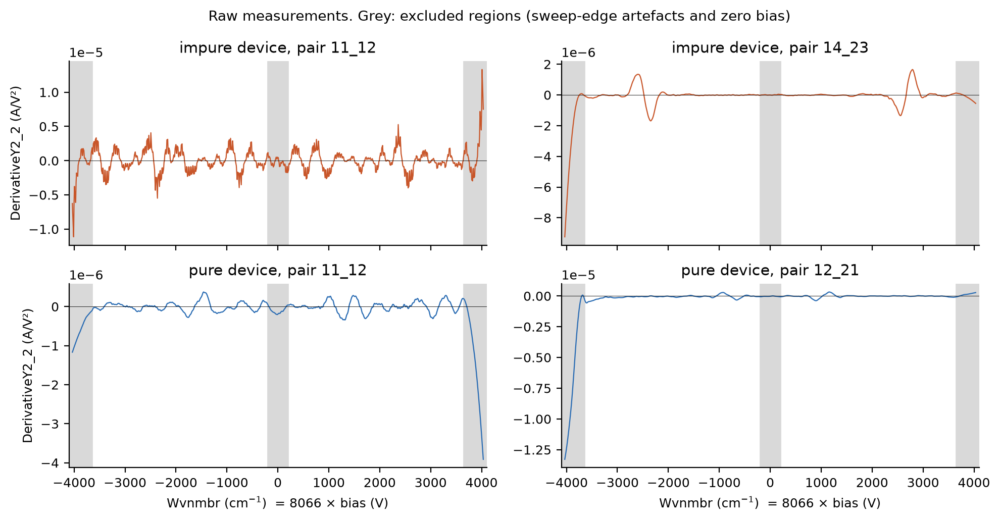 Raw measurements. Grey: excluded regions (sweep-edge artefacts and zero bias)
impure device, pair 11_12
1e−5
DerivativeY2_2 (A/V²)
1.0
0.5
0.0
−0.5
−1.0
impure device, pair 14_23
1e−6
2
0
−2
−4
−6
−8
pure device, pair 11_12
1e−6
DerivativeY2_2 (A/V²)
0
−1
−2
−3
−4
−4000 −3000 −2000 −1000 0 1000 2000 3000 4000
Wvnmbr (cm⁻¹) = 8066 × bias (V)
pure device, pair 12_21
1e−5
0.00
−0.25
−0.50
−0.75
−1.00
−1.25
−4000 −3000 −2000 −1000 0 1000 2000 3000 4000
Wvnmbr (cm⁻¹) = 8066 × bias (V)